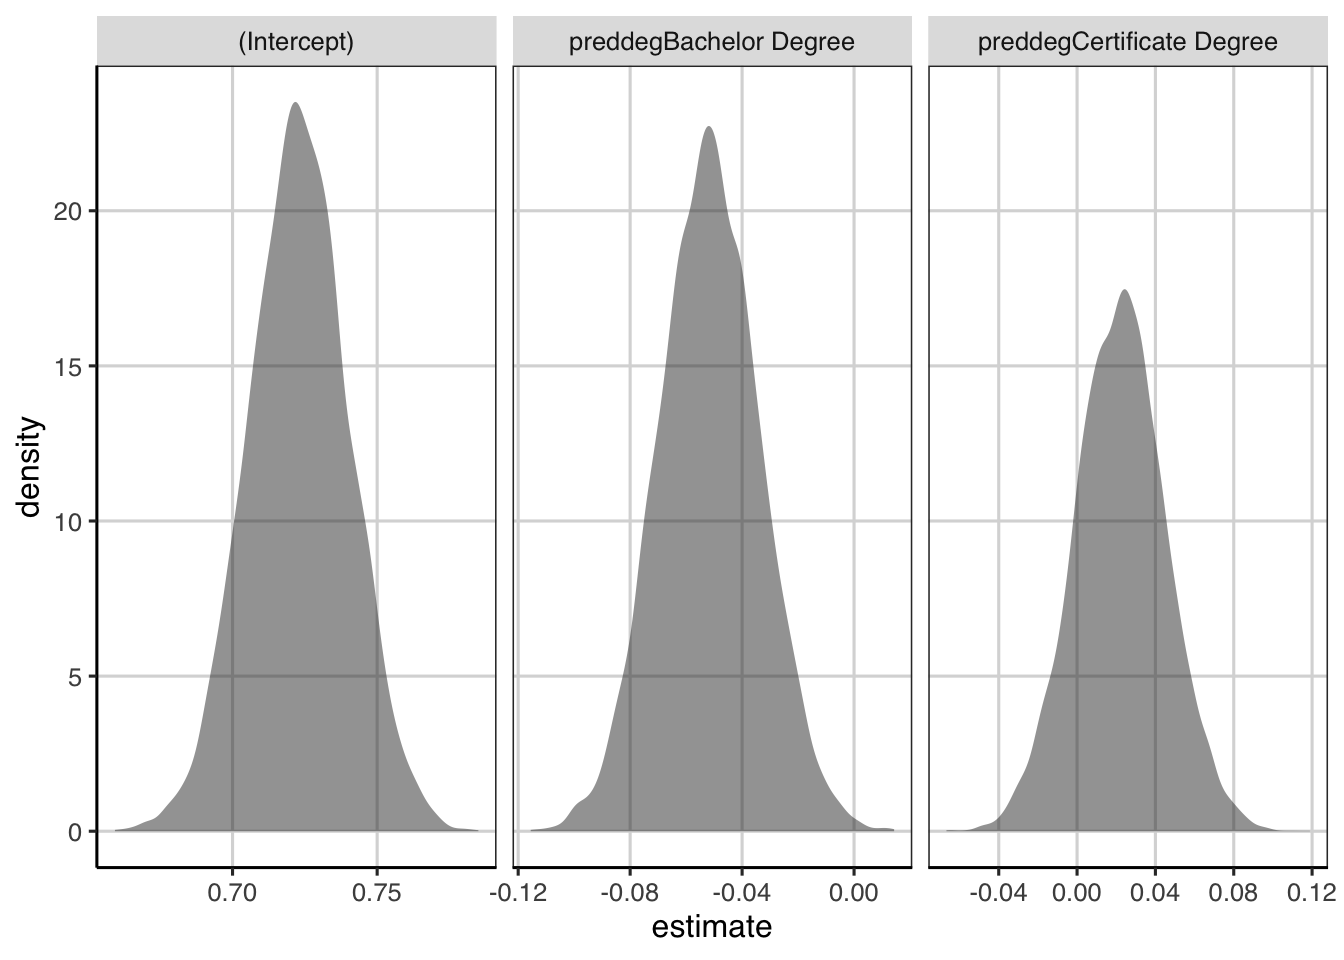 (Intercept) preddegBachelor Degree preddegCertificate Degree
20
15
10
5
0
density
0.70 0.75 -0.12 -0.08 -0.04 0.00 -0.04 0.00 0.04 0.08 0.12
estimate